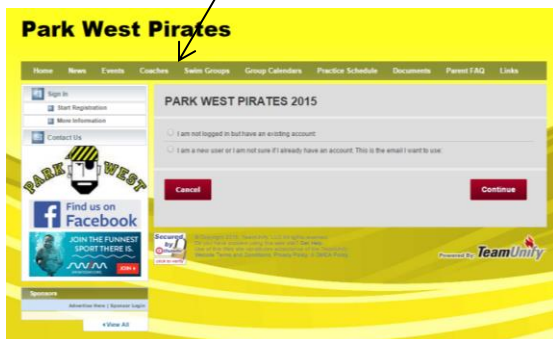 Park West Pirates
Home News Events Coaches Swim Groups Group Calendars Practice Schedule Documents Parent FAQ Links
Sign In
Start Registration
More Information
Contact Us
PARK WEST
Find us on
Facebook
JOIN THE FUNNEST
SPORT THERE IS.
JOIN
Sponsors
Advertise Here | Sponsor Login
View All
PARK WEST PIRATES 2015
I am not logged in but have an existing account:
I am a new user or I am not sure if I already have an account. This is the email I want to use:
Cancel Continue
Secured
by
Powered By TeamUnify